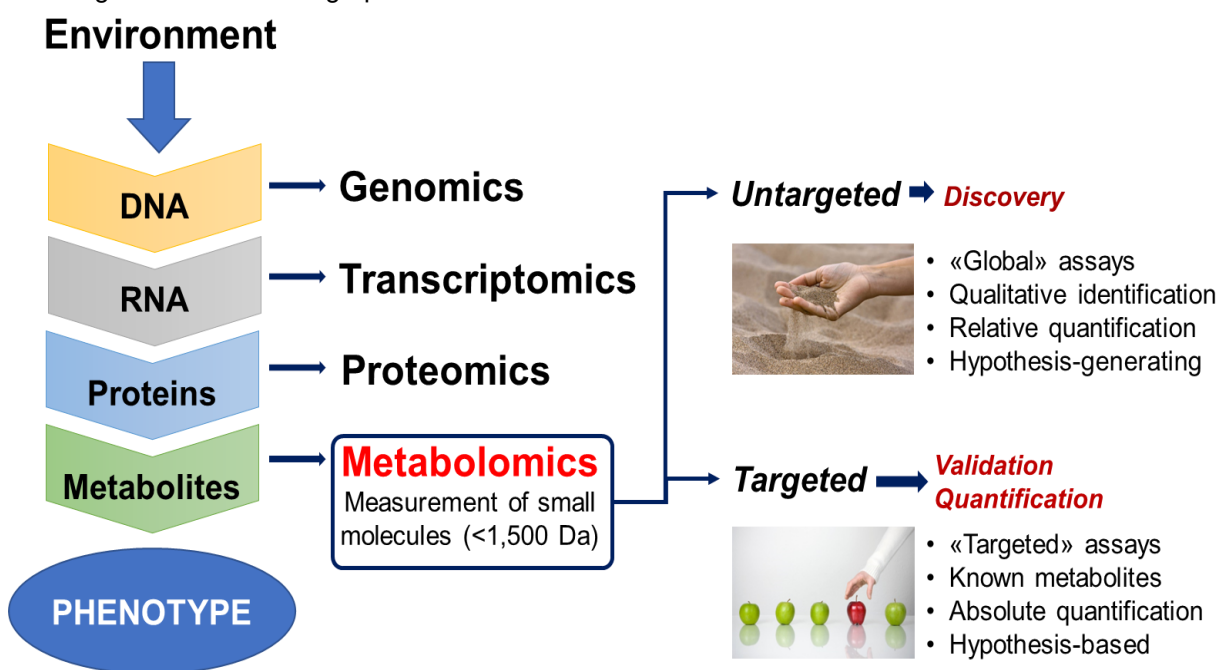 Environment
DNA
Genomics
RNA
Transcriptomics
Proteins
Proteomics
Metabolites
Metabolomics
Measurement of small
molecules (<1,500 Da)
PHENOTYPE
Untargeted
Discovery
• «Global» assays
• Qualitative identification
• Relative quantification
• Hypothesis-generating
Targeted
Validation
Quantification
• «Targeted» assays
• Known metabolites
• Absolute quantification
• Hypothesis-based